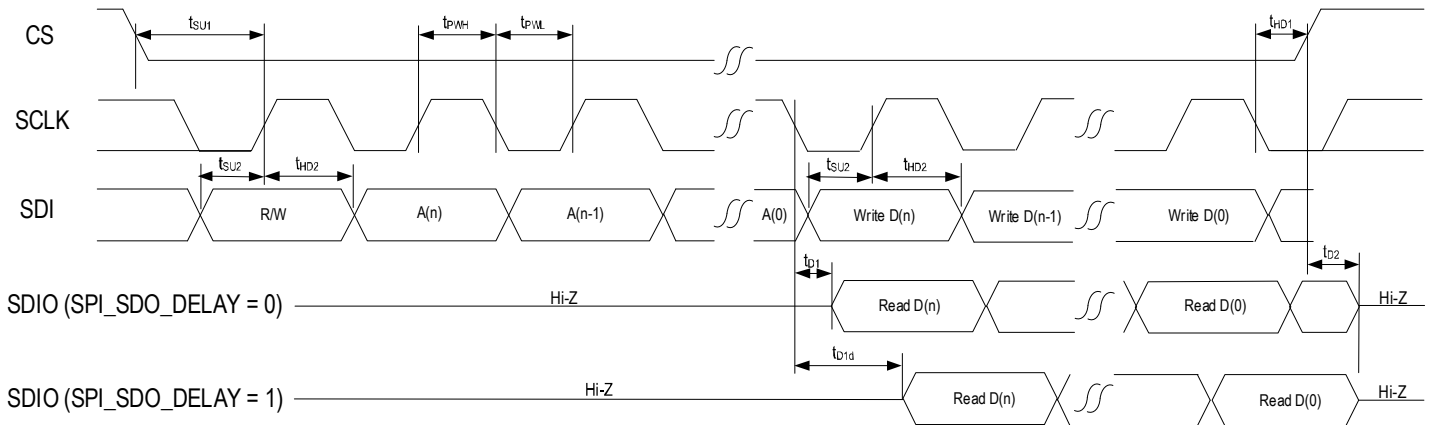 CS tSU1 tPWH tPWL tHD1
SCLK
tSU2 tHD2 tSU2 tHD2
SDI R/W A(n) A(n-1) A(0) Write D(n) Write D(n-1) Write D(0)
tD1 tD2
SDIO (SPI_SDO_DELAY = 0) Hi-Z Read D(n) Read D(0) Hi-Z
tD1d
SDIO (SPI_SDO_DELAY = 1) Hi-Z Read D(n) Read D(0) Hi-Z